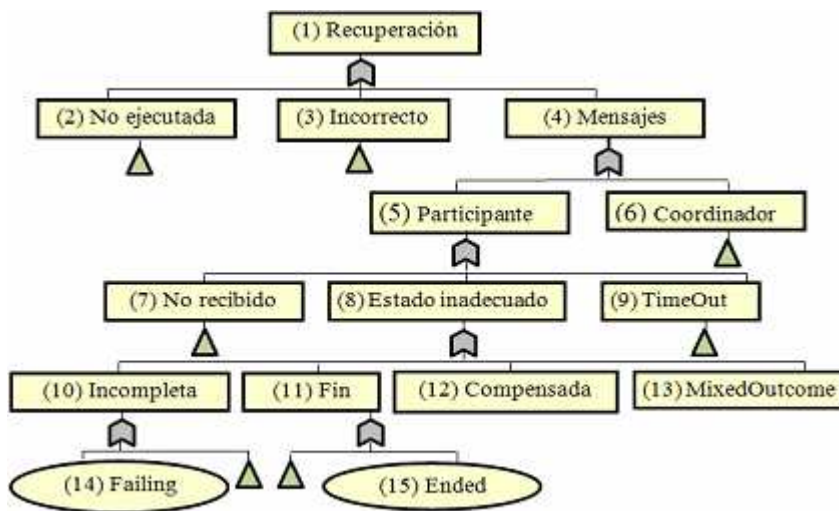 (1) Recuperación
(2) No ejecutada
(3) Incorrecto
(4) Mensajes
(5) Participante
(6) Coordinador
(7) No recibido
(8) Estado inadecuado
(9) TimeOut
(10) Incompleta
(11) Fin
(12) Compensada
(13) MixedOutcome
(14) Failing
(15) Ended